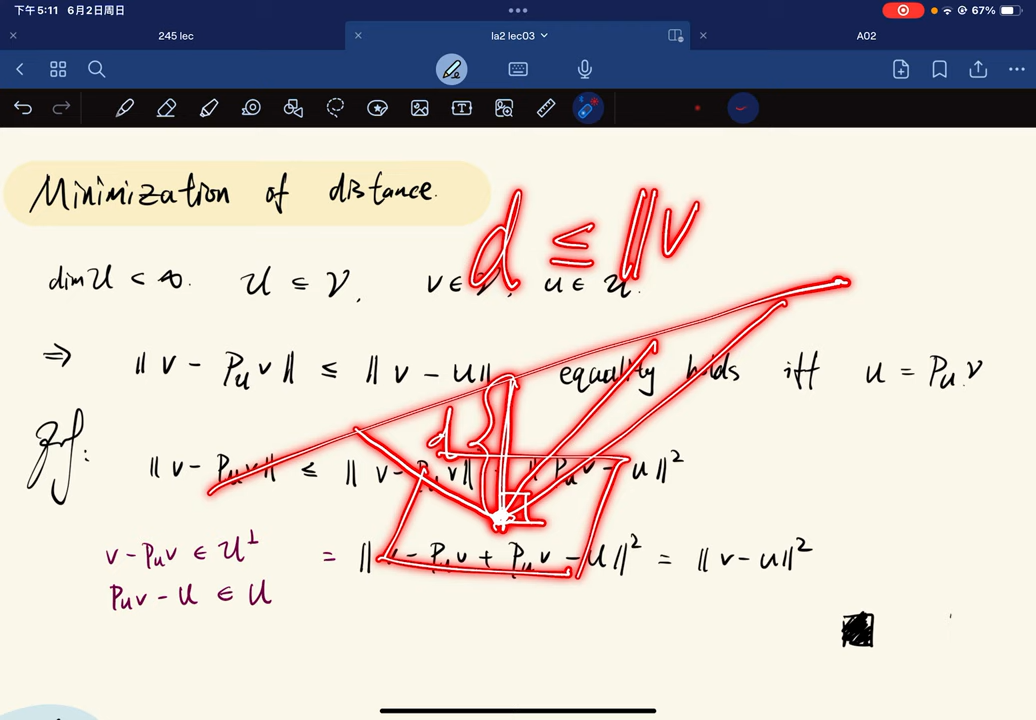 下午5:11 6月2日周日
67%
245 lec
la2 lec03
A02
Minimization of distance.
d ≤ ‖v
dim U < ∞. U ⊆ V, v ∈ V, u ∈ U.
⇒ ‖v - P_U v‖ ≤ ‖v - u‖ equality holds iff u = P_U v
d
‖v - P_U v‖ ≤ ‖v - P_U v‖ ‖P_U v - u‖²
v - P_U v ∈ U^⊥ = ‖v - P_U v + P_U v - u‖² = ‖v - u‖²
P_U v - u ∈ U